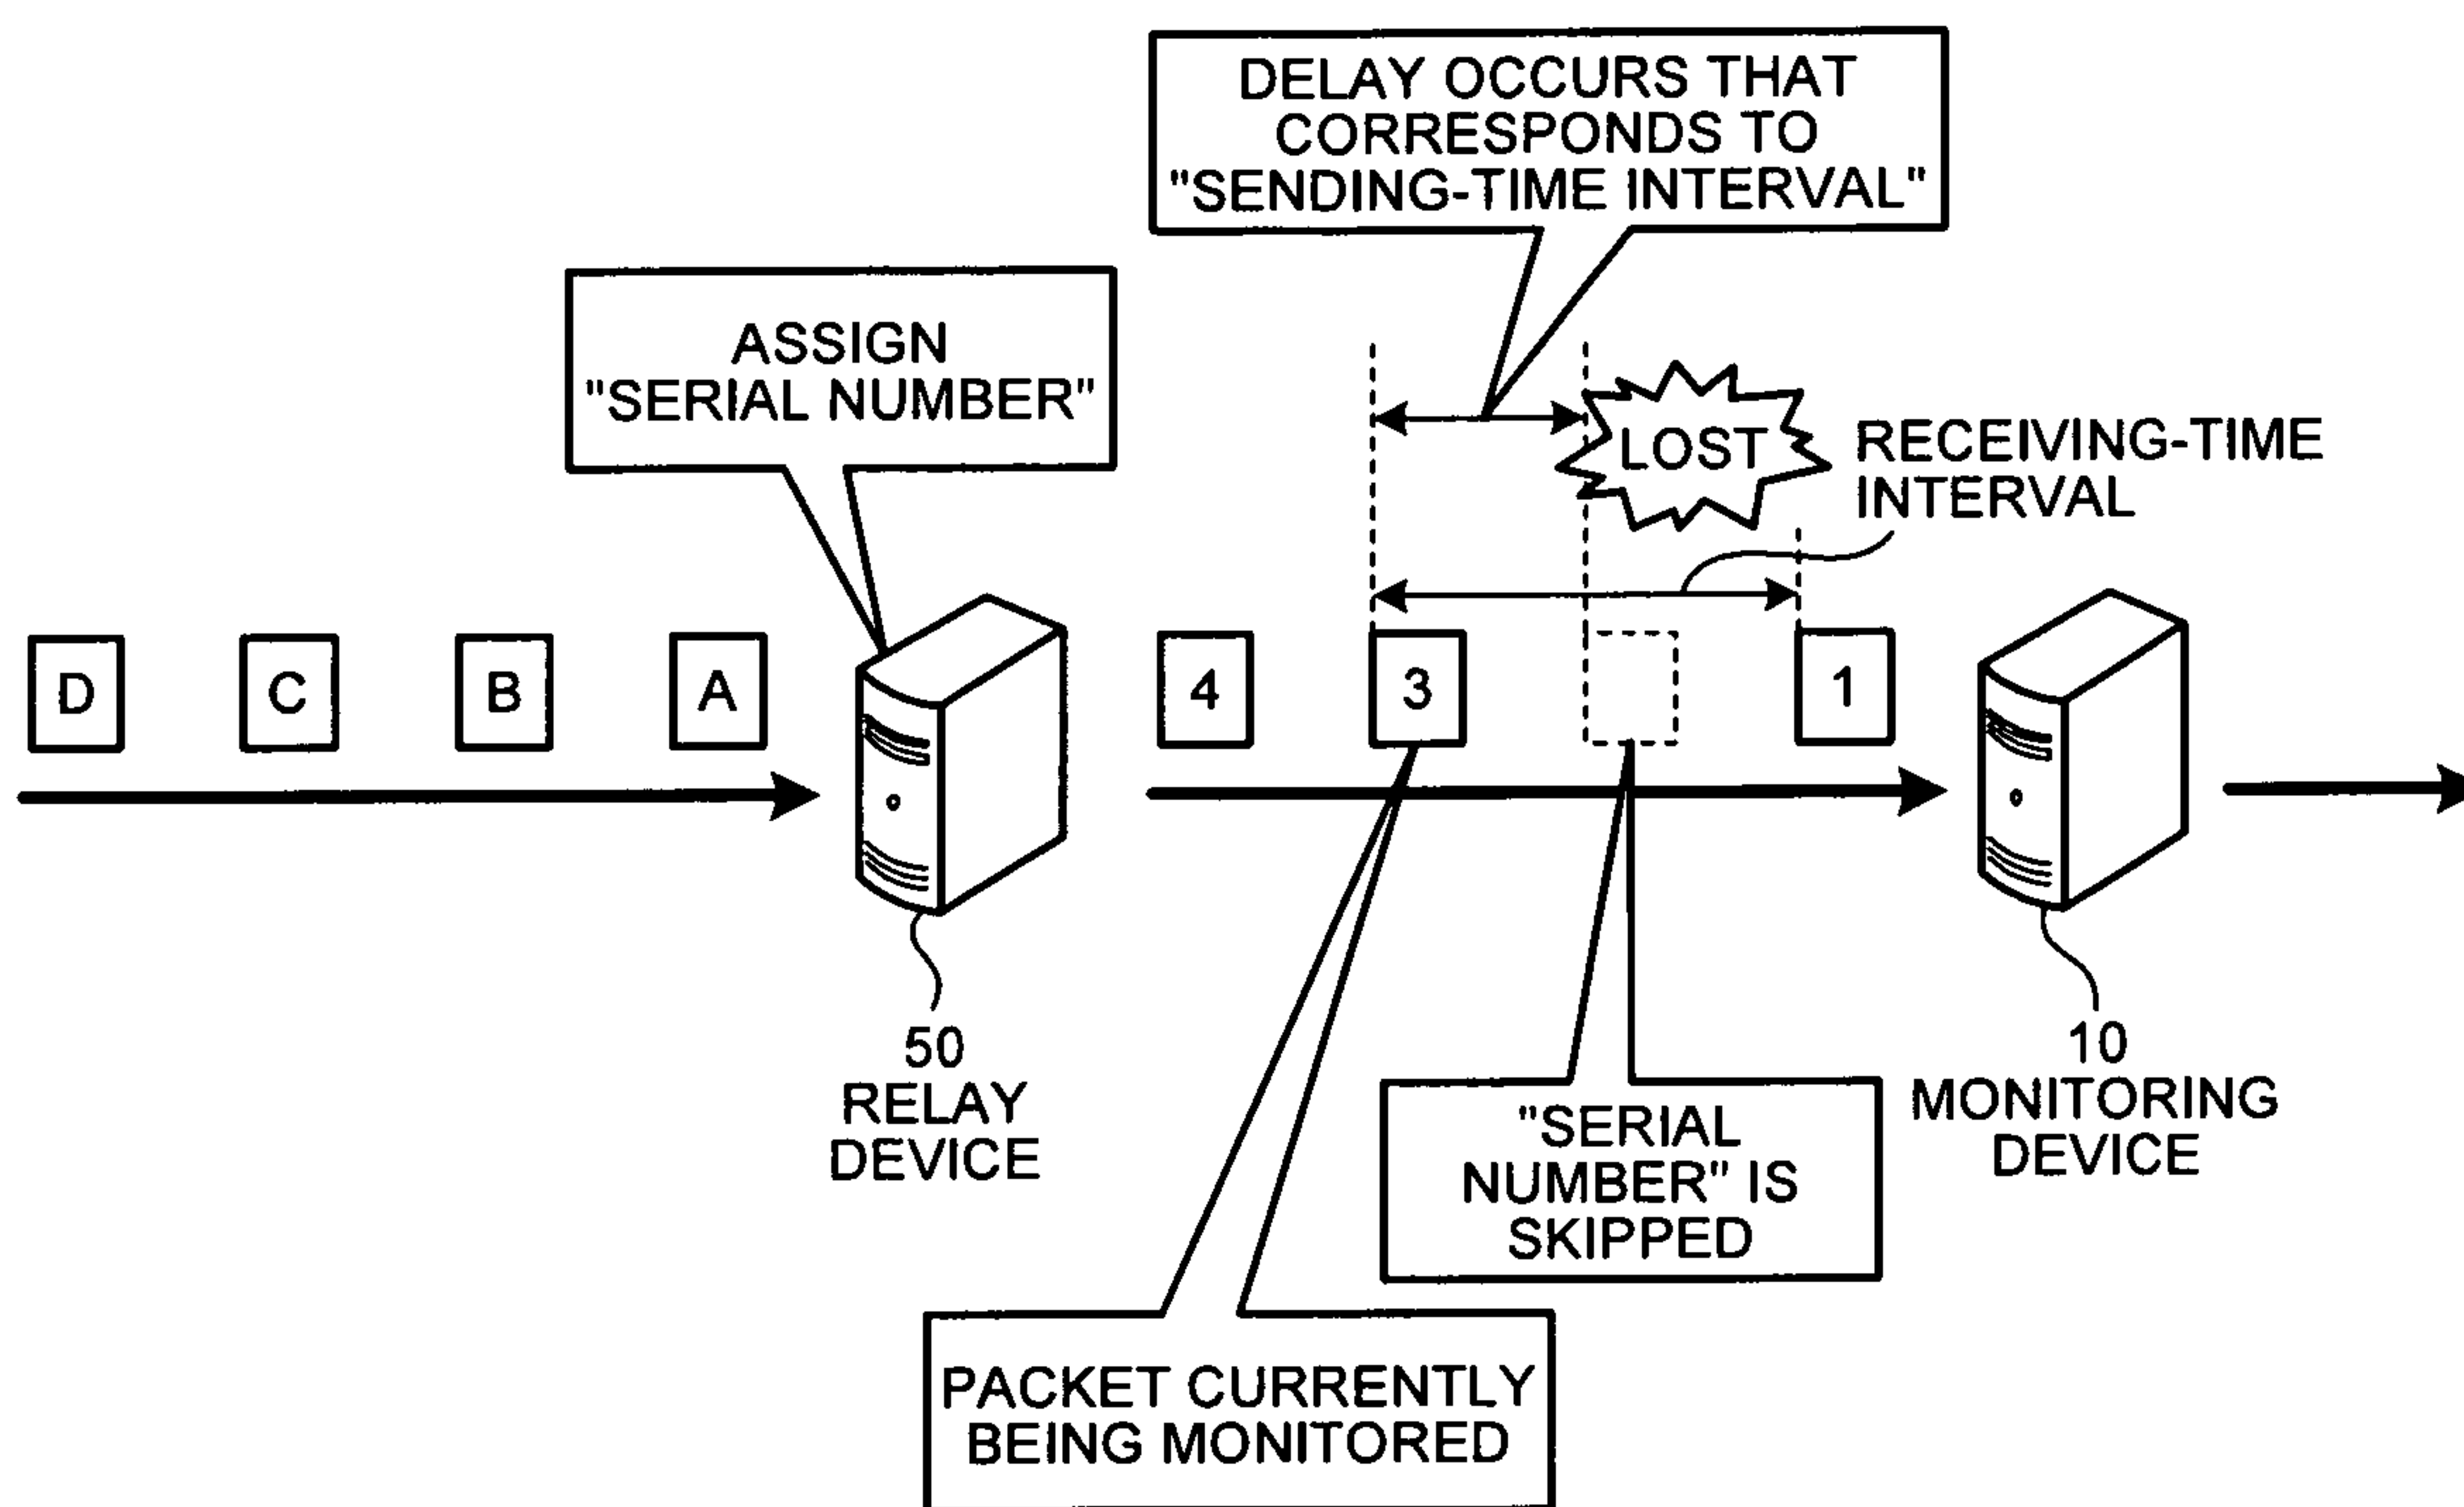 DELAY OCCURS THAT
CORRESPONDS TO
"SENDING-TIME INTERVAL"
ASSIGN
"SERIAL NUMBER"
LOST
RECEIVING-TIME
INTERVAL
D
C
B
A
4
3
1
50
RELAY
DEVICE
10
MONITORING
DEVICE
"SERIAL
NUMBER" IS
SKIPPED
PACKET CURRENTLY
BEING MONITORED